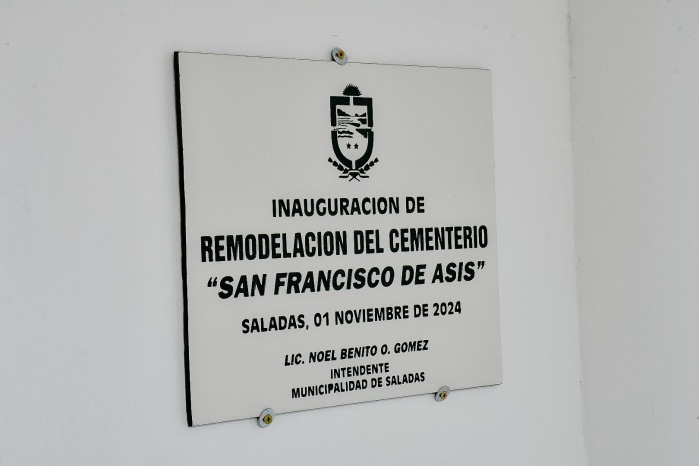 INAUGURACION DE
REMODELACION DEL CEMENTERIO
“SAN FRANCISCO DE ASIS”
SALADAS, 01 NOVIEMBRE DE 2024
LIC. NOEL BENITO O. GOMEZ
INTENDENTE
MUNICIPALIDAD DE SALADAS